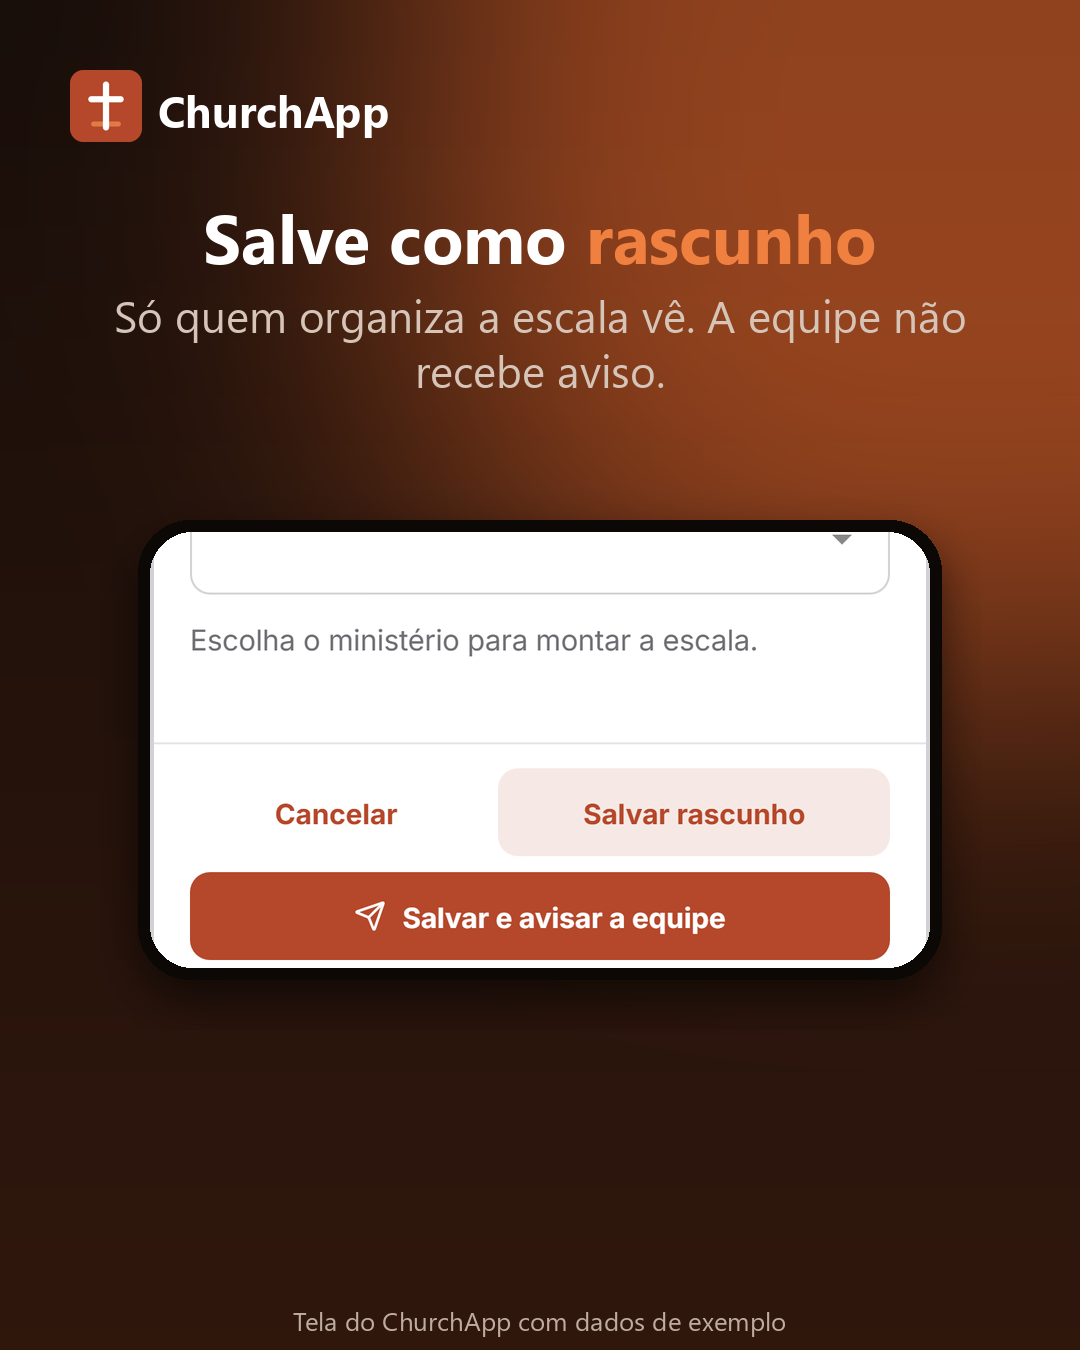 ChurchApp
Salve como rascunho
Só quem organiza a escala vê. A equipe não
recebe aviso.
Escolha o ministério para montar a escala.
Cancelar
Salvar rascunho
Salvar e avisar a equipe
Tela do ChurchApp com dados de exemplo